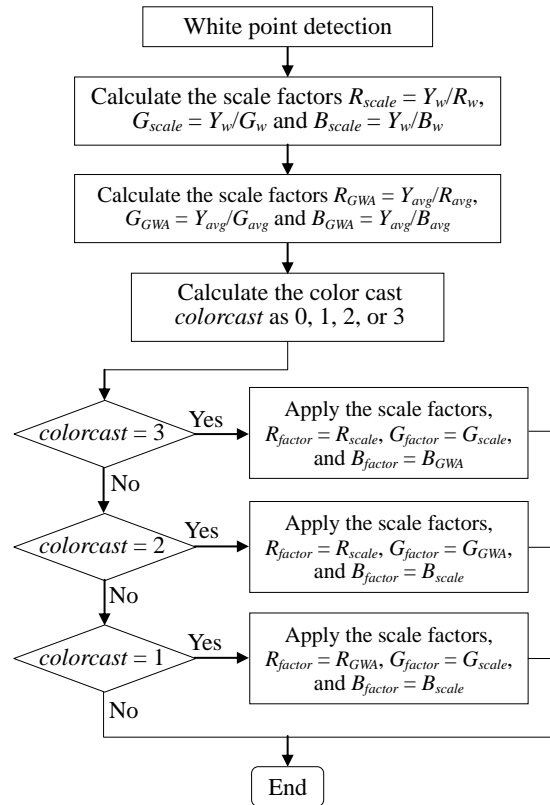 White point detection
Calculate the scale factors R_scale = Y_w/R_w,
G_scale = Y_w/G_w and B_scale = Y_w/B_w
Calculate the scale factors R_GWA = Y_avg/R_avg,
G_GWA = Y_avg/G_avg and B_GWA = Y_avg/B_avg
Calculate the color cast
colorcast as 0, 1, 2, or 3
colorcast = 3
Yes
Apply the scale factors,
R_factor = R_scale, G_factor = G_scale,
and B_factor = B_GWA
No
colorcast = 2
Yes
Apply the scale factors,
R_factor = R_scale, G_factor = G_GWA,
and B_factor = B_scale
No
colorcast = 1
Yes
Apply the scale factors,
R_factor = R_GWA, G_factor = G_scale,
and B_factor = B_scale
No
End